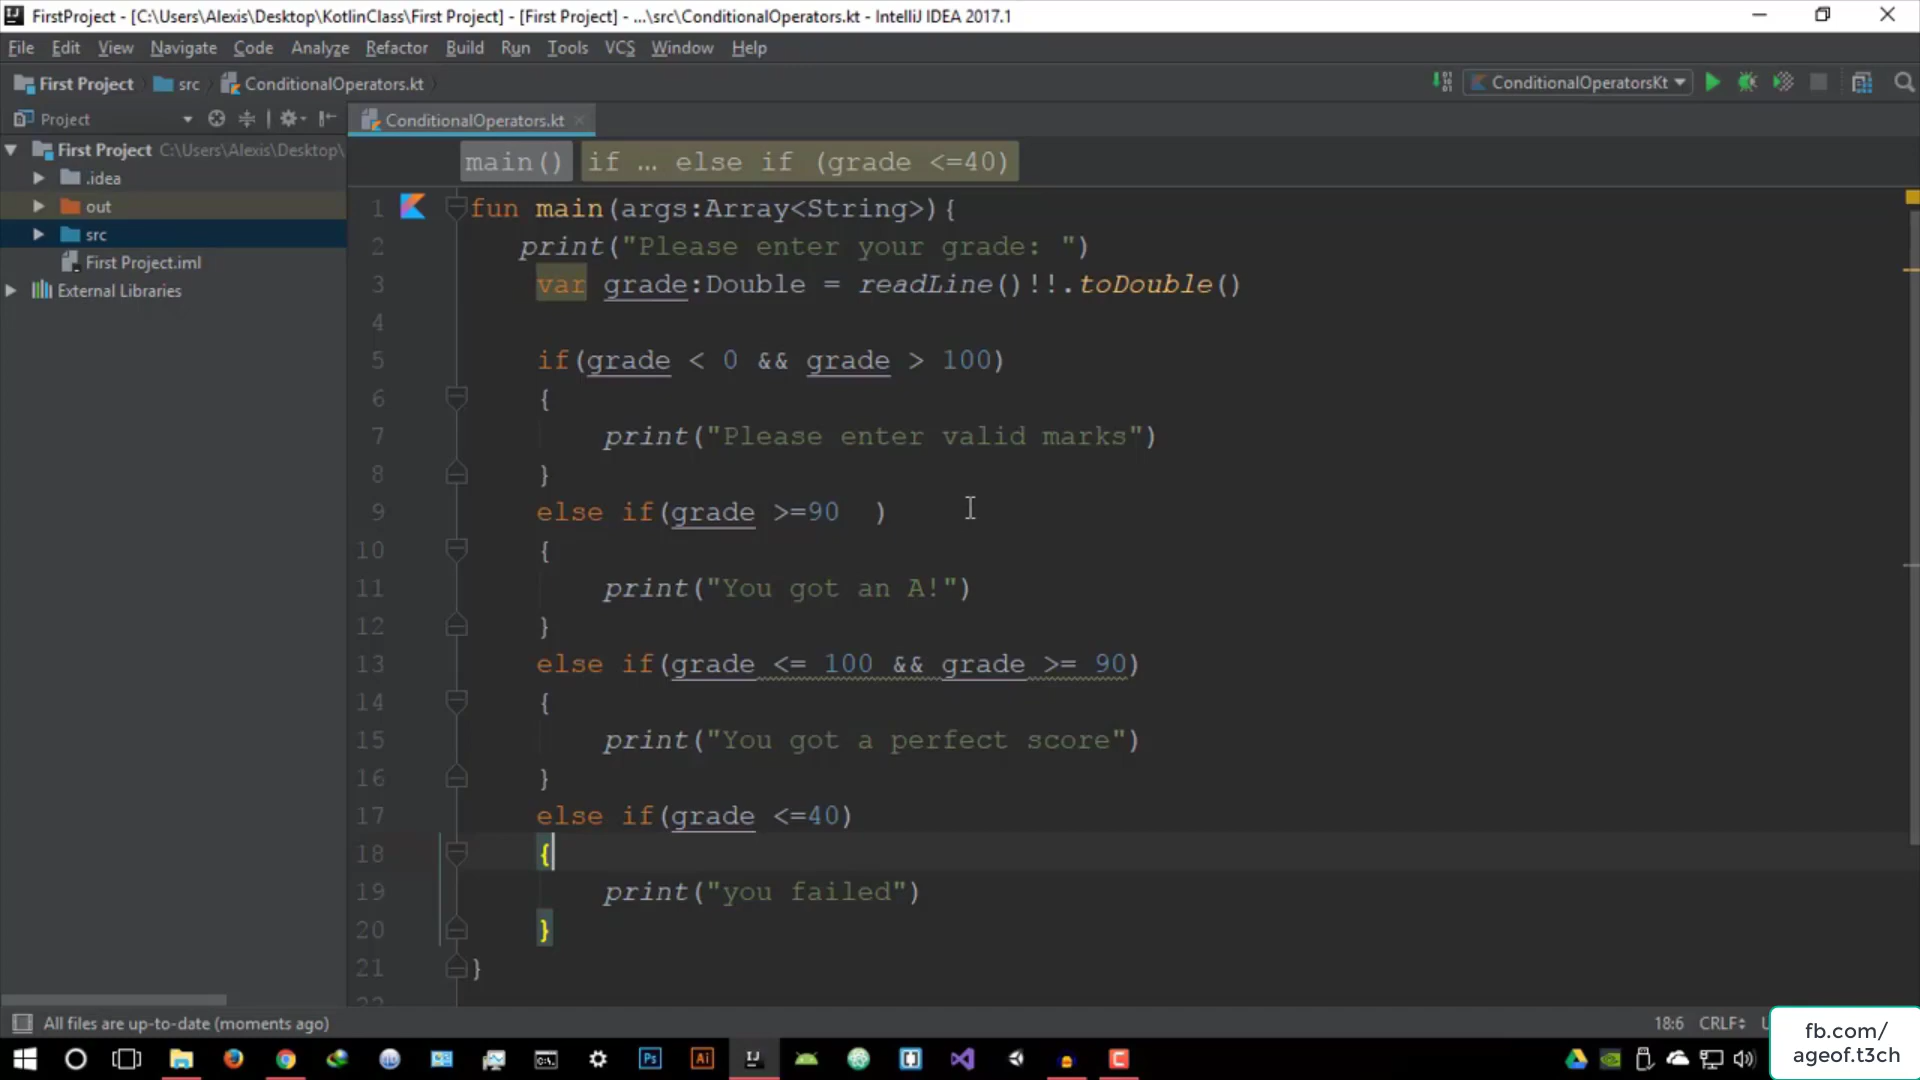 FirstProject - [C:\Users\Alexis\Desktop\KotlinClass\First Project] - [First Project] - ...\src\ConditionalOperators.kt - IntelliJ IDEA 2017.1
File Edit View Navigate Code Analyze Refactor Build Run Tools VCS Window Help
First Project src ConditionalOperators.kt ConditionalOperatorsKt
Project ConditionalOperators.kt
First Project C:\Users\Alexis\Desktop\
.idea
out
src
First Project.iml
External Libraries
main() if ... else if (grade <=40)
1 fun main(args:Array<String>){
2 print("Please enter your grade: ")
3 var grade:Double = readLine()!!.toDouble()
4
5 if(grade < 0 && grade > 100)
6 {
7 print("Please enter valid marks")
8 }
9 else if(grade >=90  )
10 {
11 print("You got an A!")
12 }
13 else if(grade <= 100 && grade >= 90)
14 {
15 print("You got a perfect score")
16 }
17 else if(grade <=40)
18 {
19 print("you failed")
20 }
21 }
All files are up-to-date (moments ago) 18:6 CRLF
fb.com/
ageof.t3ch